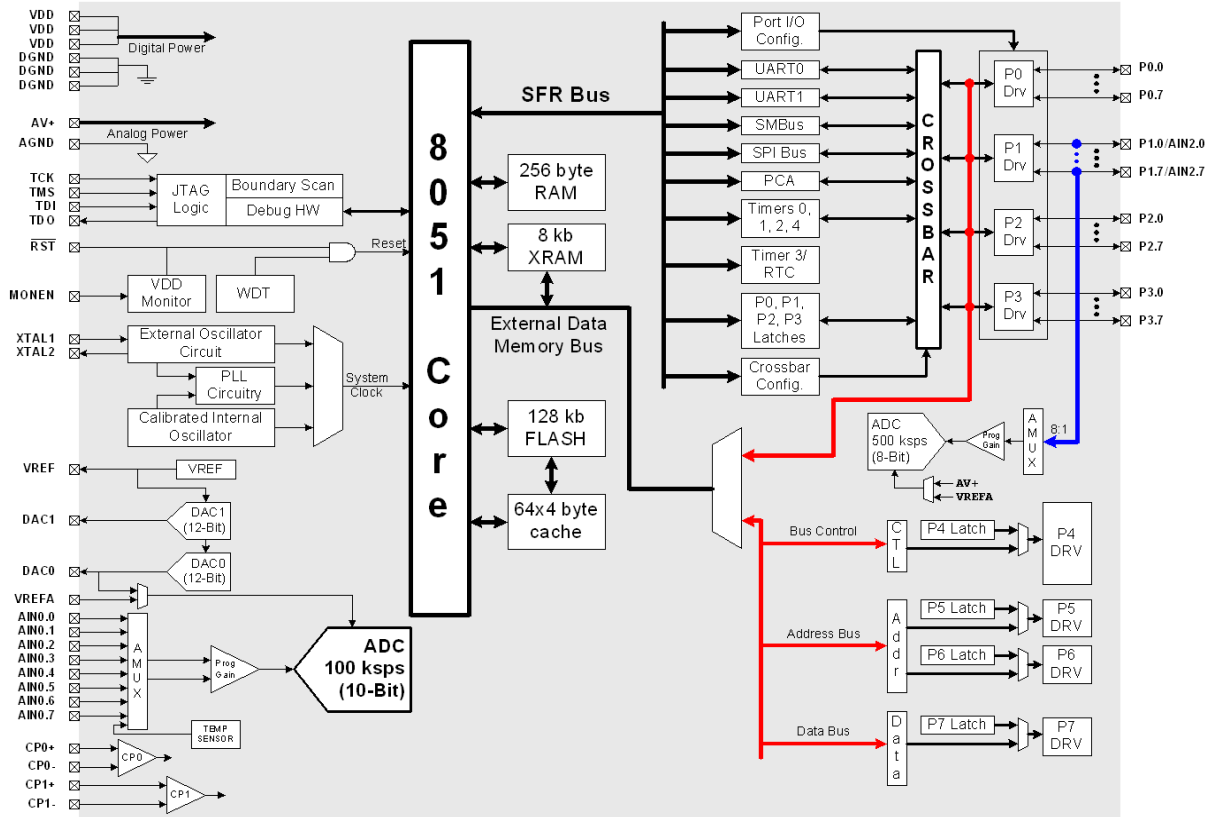 VDD
VDD
VDD
Digital Power
DGND
DGND
DGND
AV+
Analog Power
AGND
TCK
TMS
TDI
TDO
JTAG
Logic
Boundary Scan
Debug HW
RST
Reset
MONEN
VDD
Monitor
WDT
XTAL1
XTAL2
External Oscillator
Circuit
PLL
Circuitry
Calibrated Internal
Oscillator
System
Clock
VREF
VREF
DAC1
DAC1
(12-Bit)
DAC0
DAC0
(12-Bit)
VREFA
AIN0.0
AIN0.1
AIN0.2
AIN0.3
AIN0.4
AIN0.5
AIN0.6
AIN0.7
AMUX
Prog
Gain
ADC
100 ksps
(10-Bit)
TEMP
SENSOR
CP0+
CP0-
CP0
CP1+
CP1-
CP1
8051 Core
SFR Bus
256 byte
RAM
8 kb
XRAM
External Data
Memory Bus
128 kb
FLASH
64x4 byte
cache
Port I/O
Config.
UART0
UART1
SMBus
SPI Bus
PCA
Timers 0,
1, 2, 4
Timer 3/
RTC
P0, P1,
P2, P3
Latches
Crossbar
Config.
CROSSBAR
P0
Drv
P1
Drv
P2
Drv
P3
Drv
P0.0
P0.7
P1.0/AIN2.0
P1.7/AIN2.7
P2.0
P2.7
P3.0
P3.7
ADC
500 ksps
(8-Bit)
Prog
Gain
AMUX
8:1
AV+
VREFA
Bus Control
CTL
P4 Latch
P4
DRV
Address Bus
Addr
P5 Latch
P5
DRV
P6 Latch
P6
DRV
Data Bus
Data
P7 Latch
P7
DRV